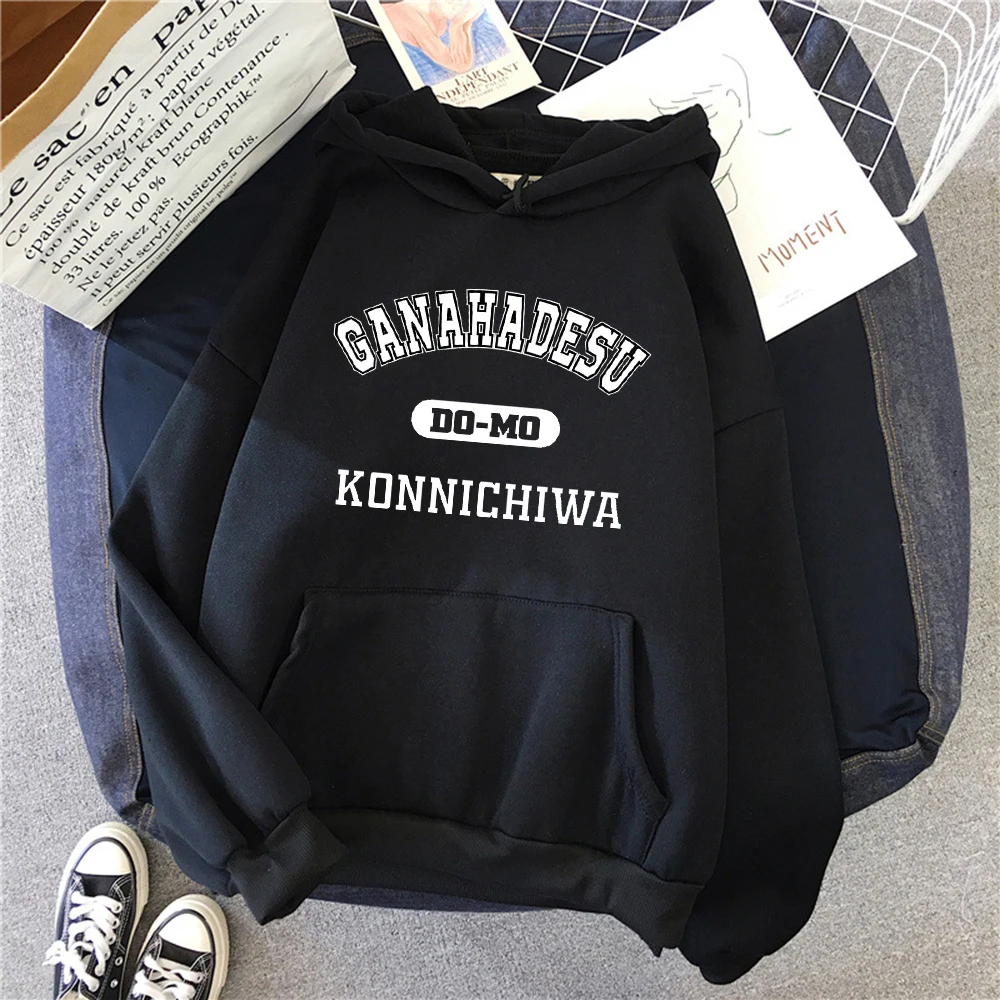 Le sac en papier
Ce sac est fabriqué à partir de
épaisseur 180g/m²; papier végétal.
100 % naturel. Kraft blanc
doublé de kraft brun Contenance
33 litres. 100 % Ecographik™
Ne le jetez pas.
Il peut servir plusieurs fois.
L'ART
INDÉPENDANT
MOMENT
GANAHADESU
DO-MO
KONNICHIWA